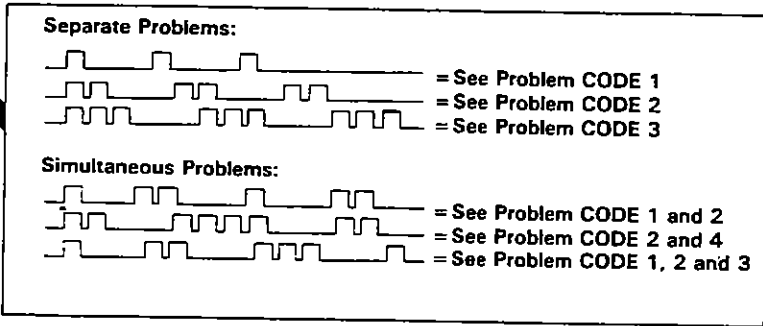 Separate Problems:
= See Problem CODE 1
= See Problem CODE 2
= See Problem CODE 3
Simultaneous Problems:
= See Problem CODE 1 and 2
= See Problem CODE 2 and 4
= See Problem CODE 1, 2 and 3